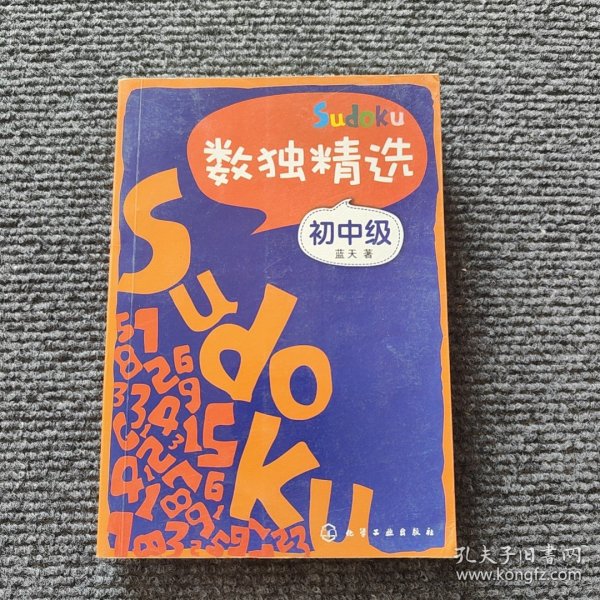 Sudoku
数独精选
初中级
蓝天 著
Sudoku
化学工业出版社
孔夫子旧书网
www.kongfz.com